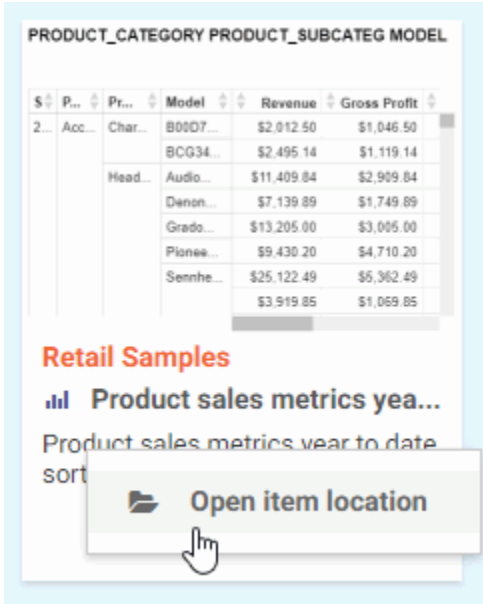 PRODUCT_CATEGORY PRODUCT_SUBCATEG MODEL
S P... Pr... Model Revenue Gross Profit
2... Acc... Char... B00D7... $2,012.50 $1,046.50
BCG34... $2,495.14 $1,119.14
Head... Audio... $11,409.84 $2,909.84
Denon... $7,139.89 $1,749.89
Grado... $13,205.00 $3,005.00
Pionee... $9,430.20 $4,710.20
Sennhe... $25,122.49 $5,362.49
$3,919.85 $1,069.85
Retail Samples
Product sales metrics yea...
Product sales metrics year to date
sort
Open item location